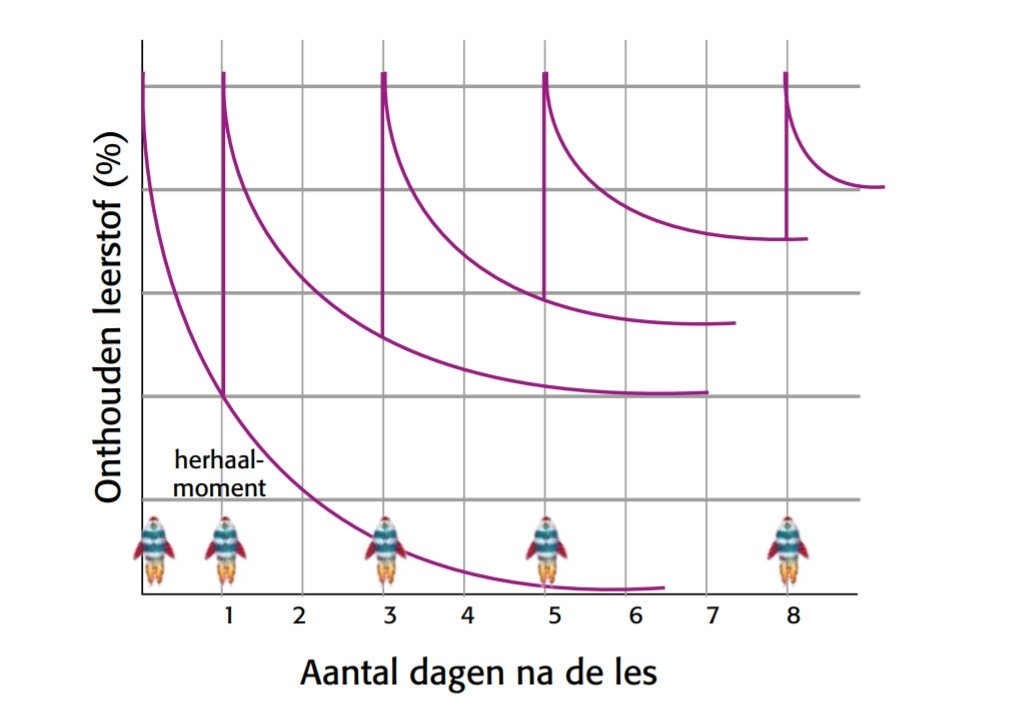 Onthouden leerstof (%)
herhaal-
moment
1 2 3 4 5 6 7 8
Aantal dagen na de les